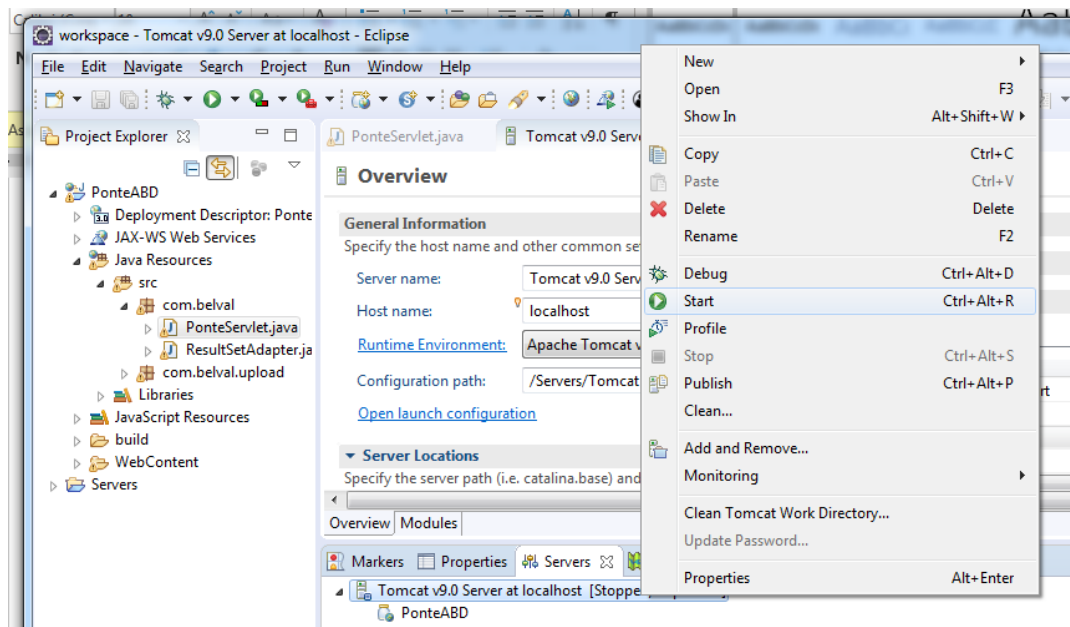 workspace - Tomcat v9.0 Server at localhost - Eclipse
File Edit Navigate Search Project Run Window Help
Project Explorer
PonteABD
Deployment Descriptor: Ponte
JAX-WS Web Services
Java Resources
src
com.belval
PonteServlet.java
ResultSetAdapter.ja
com.belval.upload
Libraries
JavaScript Resources
build
WebContent
Servers
PonteServlet.java Tomcat v9.0 Serv
Overview
General Information
Specify the host name and other common se
Server name: Tomcat v9.0 Serv
Host name: localhost
Runtime Environment: Apache Tomcat v
Configuration path: /Servers/Tomcat
Open launch configuration
Server Locations
Specify the server path (i.e. catalina.base) and
Overview Modules
Markers Properties Servers
Tomcat v9.0 Server at localhost [Stoppe
PonteABD
New
Open F3
Show In Alt+Shift+W
Copy Ctrl+C
Paste Ctrl+V
Delete Delete
Rename F2
Debug Ctrl+Alt+D
Start Ctrl+Alt+R
Profile
Stop Ctrl+Alt+S
Publish Ctrl+Alt+P
Clean...
Add and Remove...
Monitoring
Clean Tomcat Work Directory...
Update Password...
Properties Alt+Enter
rt